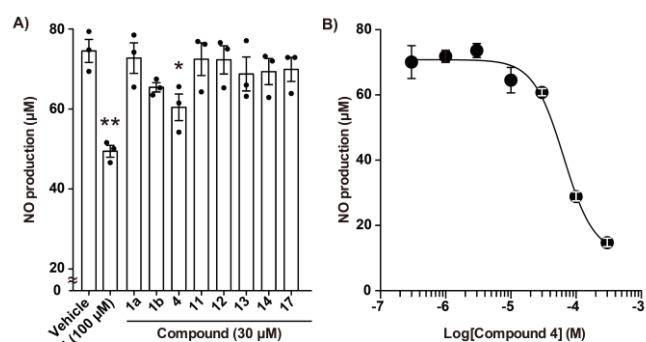 A)
NO production (µM)
80
60
40
20
0
**
*
Vehicle
(100 µM)
1a
1b
4
11
12
13
14
17
Compound (30 µM)
B)
NO production (µM)
80
60
40
20
0
-7
-6
-5
-4
-3
Log[Compound 4] (M)